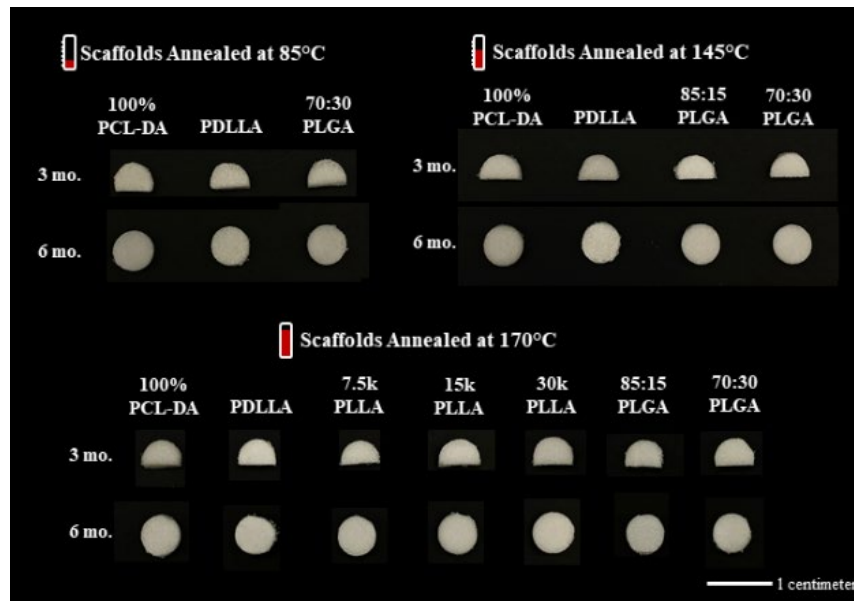 Scaffolds Annealed at 85°C
100% PCL-DA PDLLA 70:30 PLGA
3 mo.
6 mo.
Scaffolds Annealed at 145°C
100% PCL-DA PDLLA 85:15 PLGA 70:30 PLGA
3 mo.
6 mo.
Scaffolds Annealed at 170°C
100% PCL-DA PDLLA 7.5k PLLA 15k PLLA 30k PLLA 85:15 PLGA 70:30 PLGA
3 mo.
6 mo.
1 centimeter